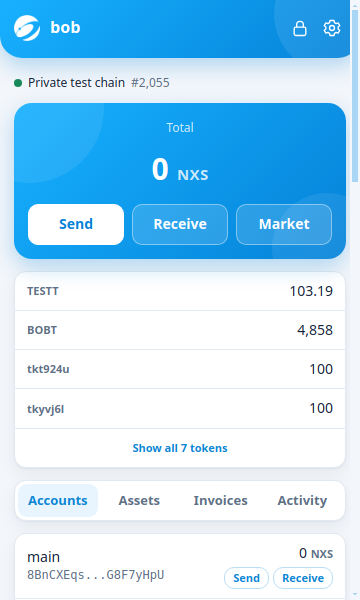 bob
Private test chain #2,055
Total
0 NXS
Send Receive Market
TESTT 103.19
BOBT 4,858
tkt924u 100
tkyvj6l 100
Show all 7 tokens
Accounts Assets Invoices Activity
main 0 NXS
8BnCXEqs...G8F7yHpU Send Receive